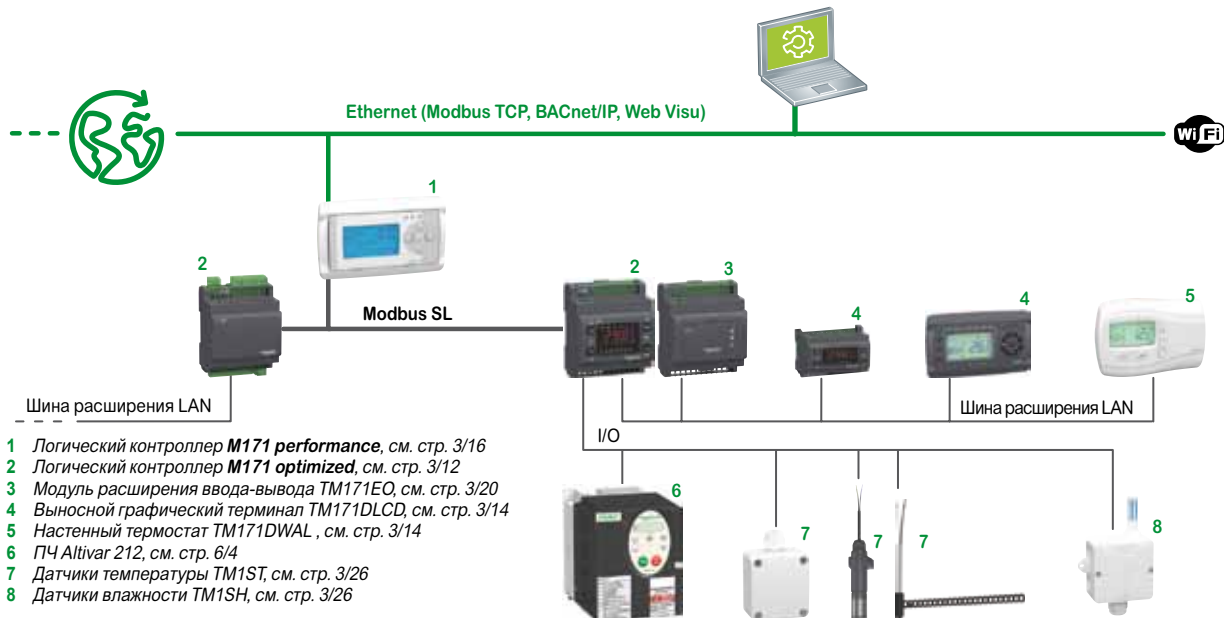 Ethernet (Modbus TCP, BACnet/IP, Web Visu)
Wi Fi
1
2
Modbus SL
2
3
4
4
5
Шина расширения LAN
Шина расширения LAN
I/O
1 Логический контроллер M171 performance, см. стр. 3/16
2 Логический контроллер M171 optimized, см. стр. 3/12
3 Модуль расширения ввода-вывода TM171EO, см. стр. 3/20
4 Выносной графический терминал TM171DLCD, см. стр. 3/14
5 Настенный термостат TM171DWAL , см. стр. 3/14
6 ПЧ Altivar 212, см. стр. 6/4
7 Датчики температуры TM1ST, см. стр. 3/26
8 Датчики влажности TM1SH, см. стр. 3/26
6
7
7
7
8